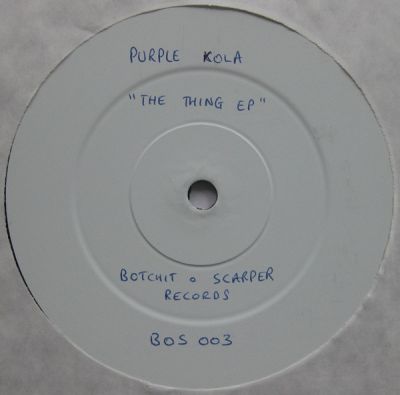 PURPLE KOLA
"THE THING EP"
BOTCHIT & SCARPER
RECORDS
BOS 003